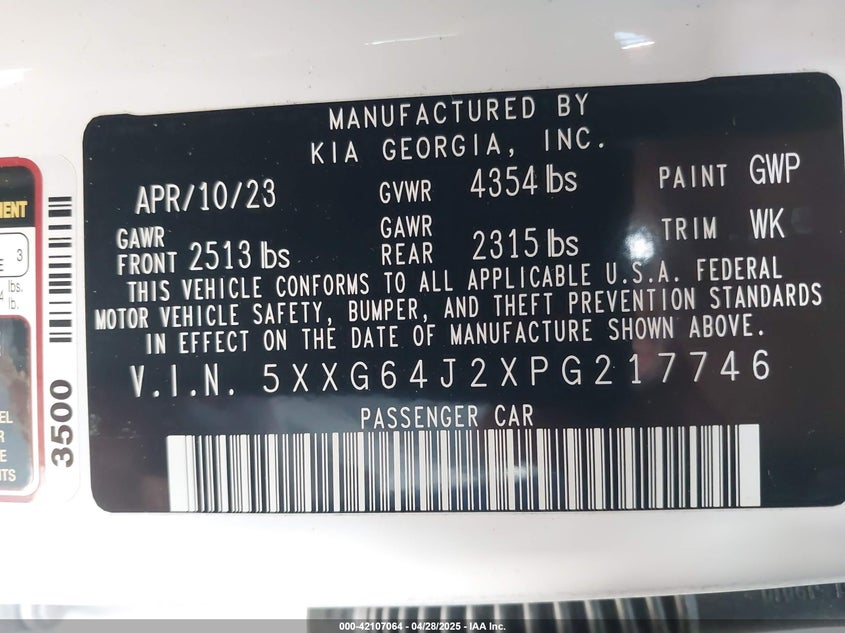 MANUFACTURED BY
KIA GEORGIA, INC.
APR/10/23 GVWR 4354 lbs PAINT GWP
GAWR FRONT 2513 lbs GAWR REAR 2315 lbs TRIM WK
THIS VEHICLE CONFORMS TO ALL APPLICABLE U.S.A. FEDERAL
MOTOR VEHICLE SAFETY, BUMPER, AND THEFT PREVENTION STANDARDS
IN EFFECT ON THE DATE OF MANUFACTURE SHOWN ABOVE.
V.I.N. 5XXG64J2XPG217746
PASSENGER CAR
3500
3
lbs.
lb.
000-42107064 / 04/28/2025 - IAA Inc.